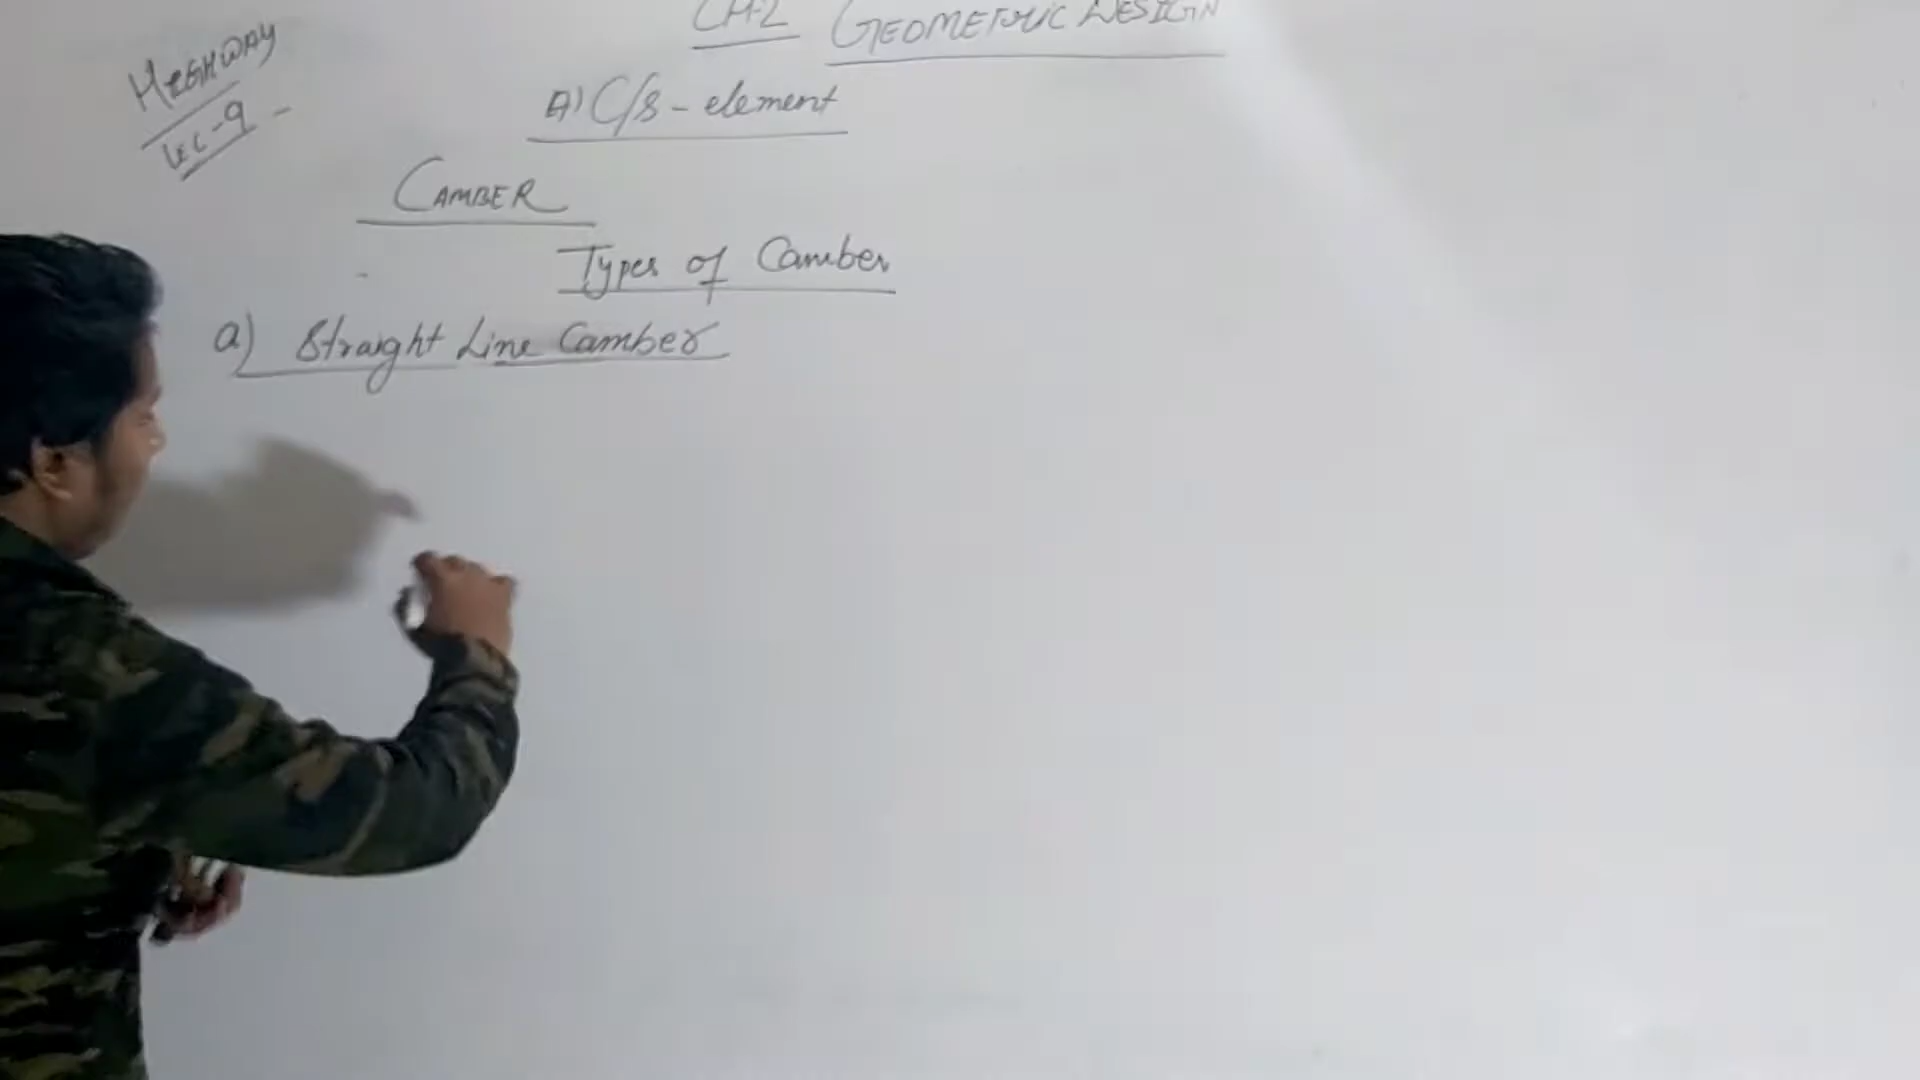 CH-2 GEOMETRIC DESIGN
HIGHWAY
LEC-9
A) C/S - element
CAMBER
Types of Camber
a) Straight Line Camber